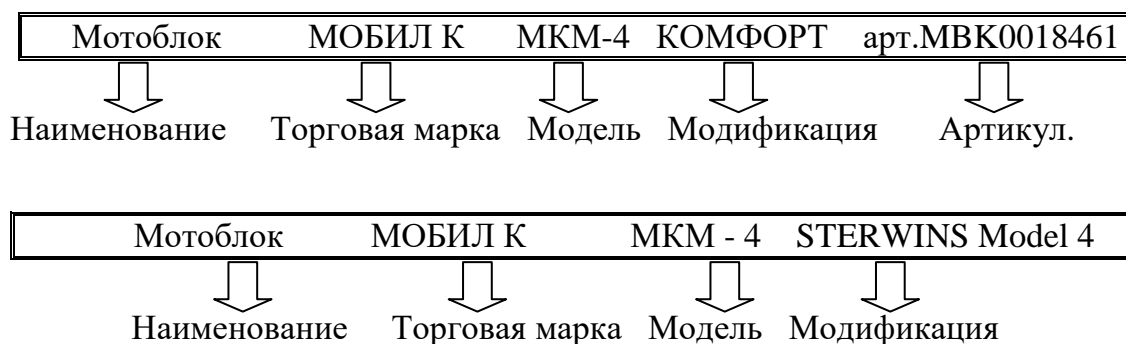 Мотоблок МОБИЛ К МКМ-4 КОМФОРТ арт.MBK0018461
Наименование Торговая марка Модель Модификация Артикул.
Мотоблок МОБИЛ К МКМ - 4 STERWINS Model 4
Наименование Торговая марка Модель Модификация